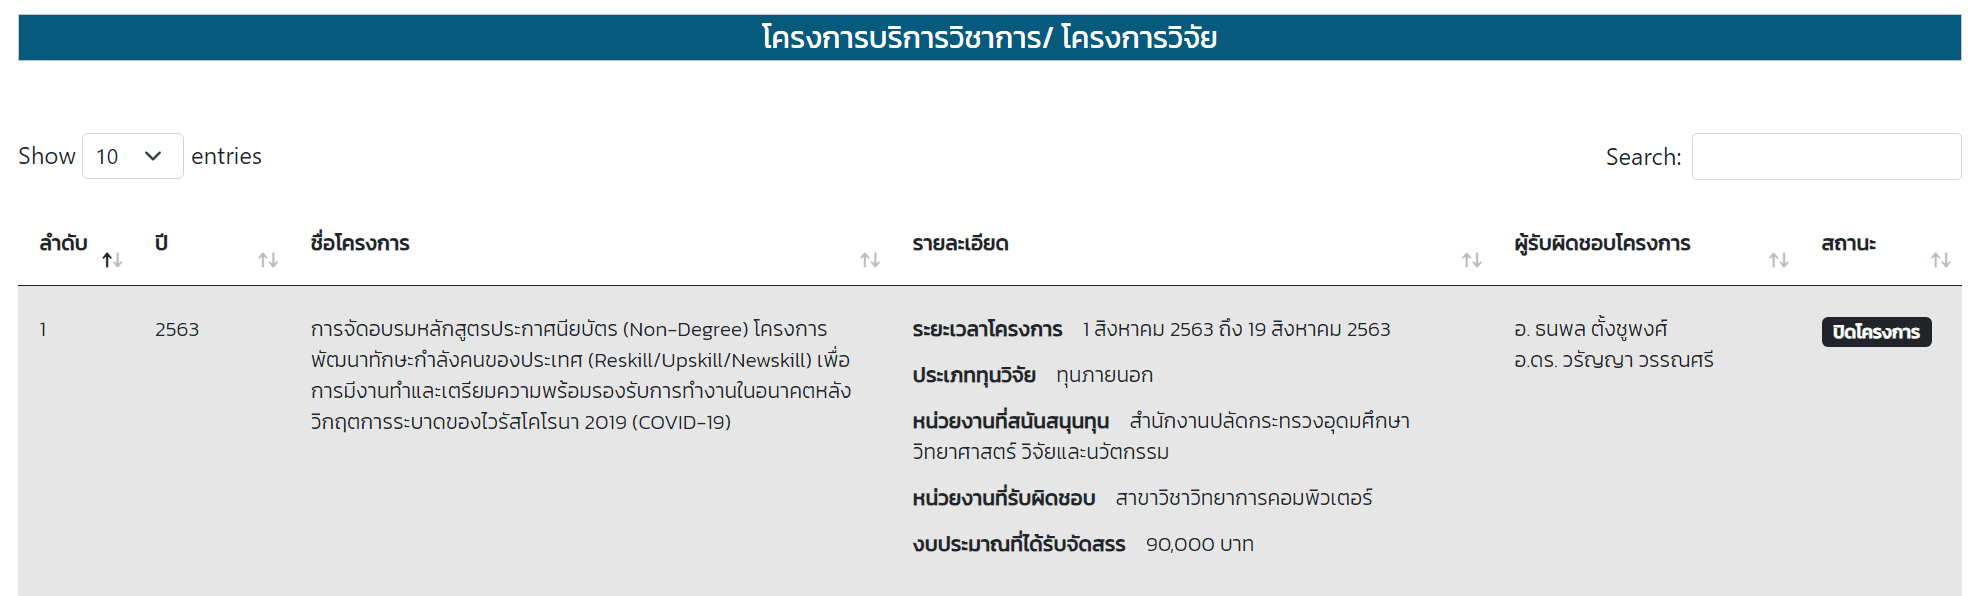 โครงการบริการวิชาการ/ โครงการวิจัย
Show 10 entries
Search:
ลำดับ ปี ชื่อโครงการ รายละเอียด ผู้รับผิดชอบโครงการ สถานะ
1 2563
การจัดอบรมหลักสูตรประกาศนียบัตร (Non-Degree) โครงการ
พัฒนาทักษะกำลังคนของประเทศ (Reskill/Upskill/Newskill) เพื่อ
การมีงานทำและเตรียมความพร้อมรองรับการทำงานในอนาคตหลัง
วิกฤตการระบาดของไวรัสโคโรนา 2019 (COVID-19)
ระยะเวลาโครงการ 1 สิงหาคม 2563 ถึง 19 สิงหาคม 2563
ประเภททุนวิจัย ทุนภายนอก
หน่วยงานที่สนันสนุนทุน สำนักงานปลัดกระทรวงอุดมศึกษา
วิทยาศาสตร์ วิจัยและนวัตกรรม
หน่วยงานที่รับผิดชอบ สาขาวิชาวิทยาการคอมพิวเตอร์
งบประมาณที่ได้รับจัดสรร 90,000 บาท
อ. ธนพล ตั้งชูพงศ์
อ.ดร. วรัญญา วรรณศรี
ปิดโครงการ